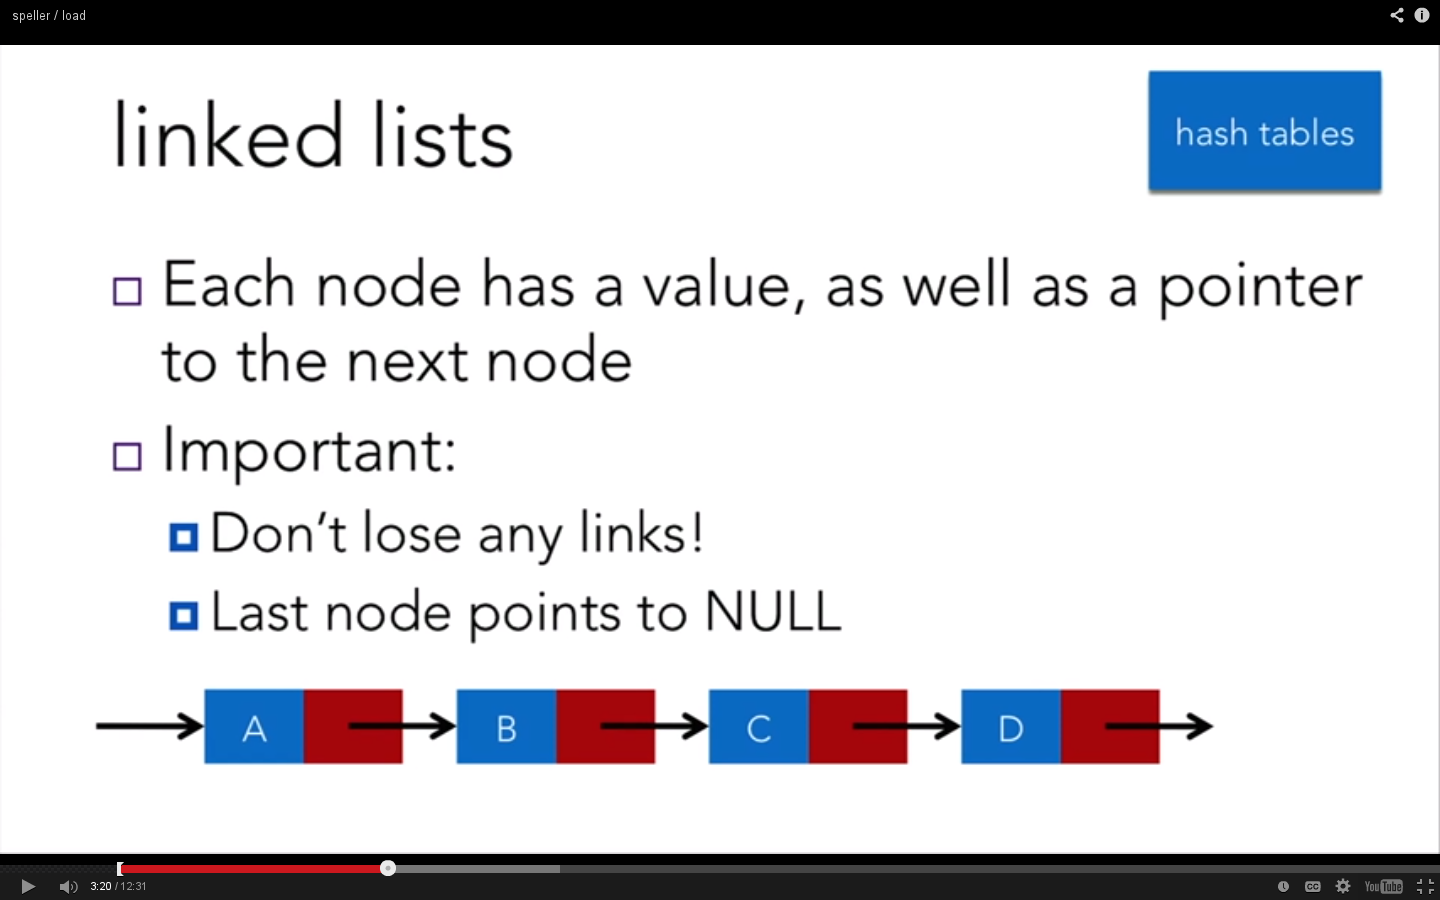 speller / load
linked lists
hash tables
Each node has a value, as well as a pointer
to the next node
Important:
Don't lose any links!
Last node points to NULL
A B C D
3:20 / 12:31
CC
YouTube